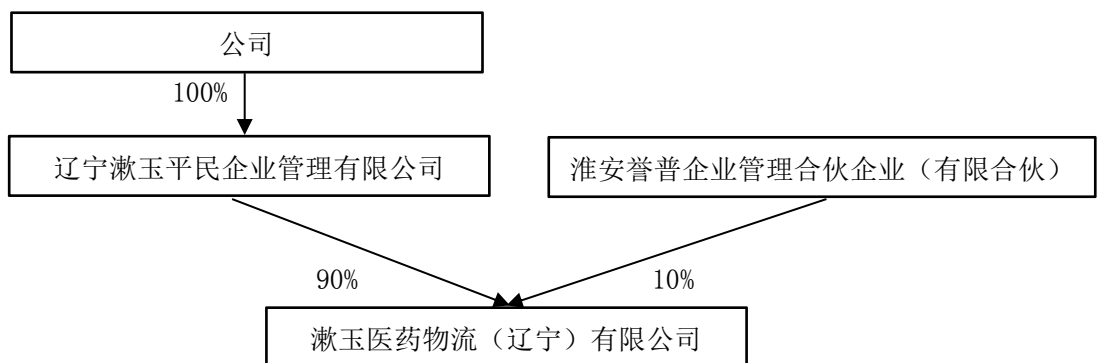 公司
100%
辽宁漱玉平民企业管理有限公司
淮安誉普企业管理合伙企业（有限合伙）
90%
10%
漱玉医药物流（辽宁）有限公司